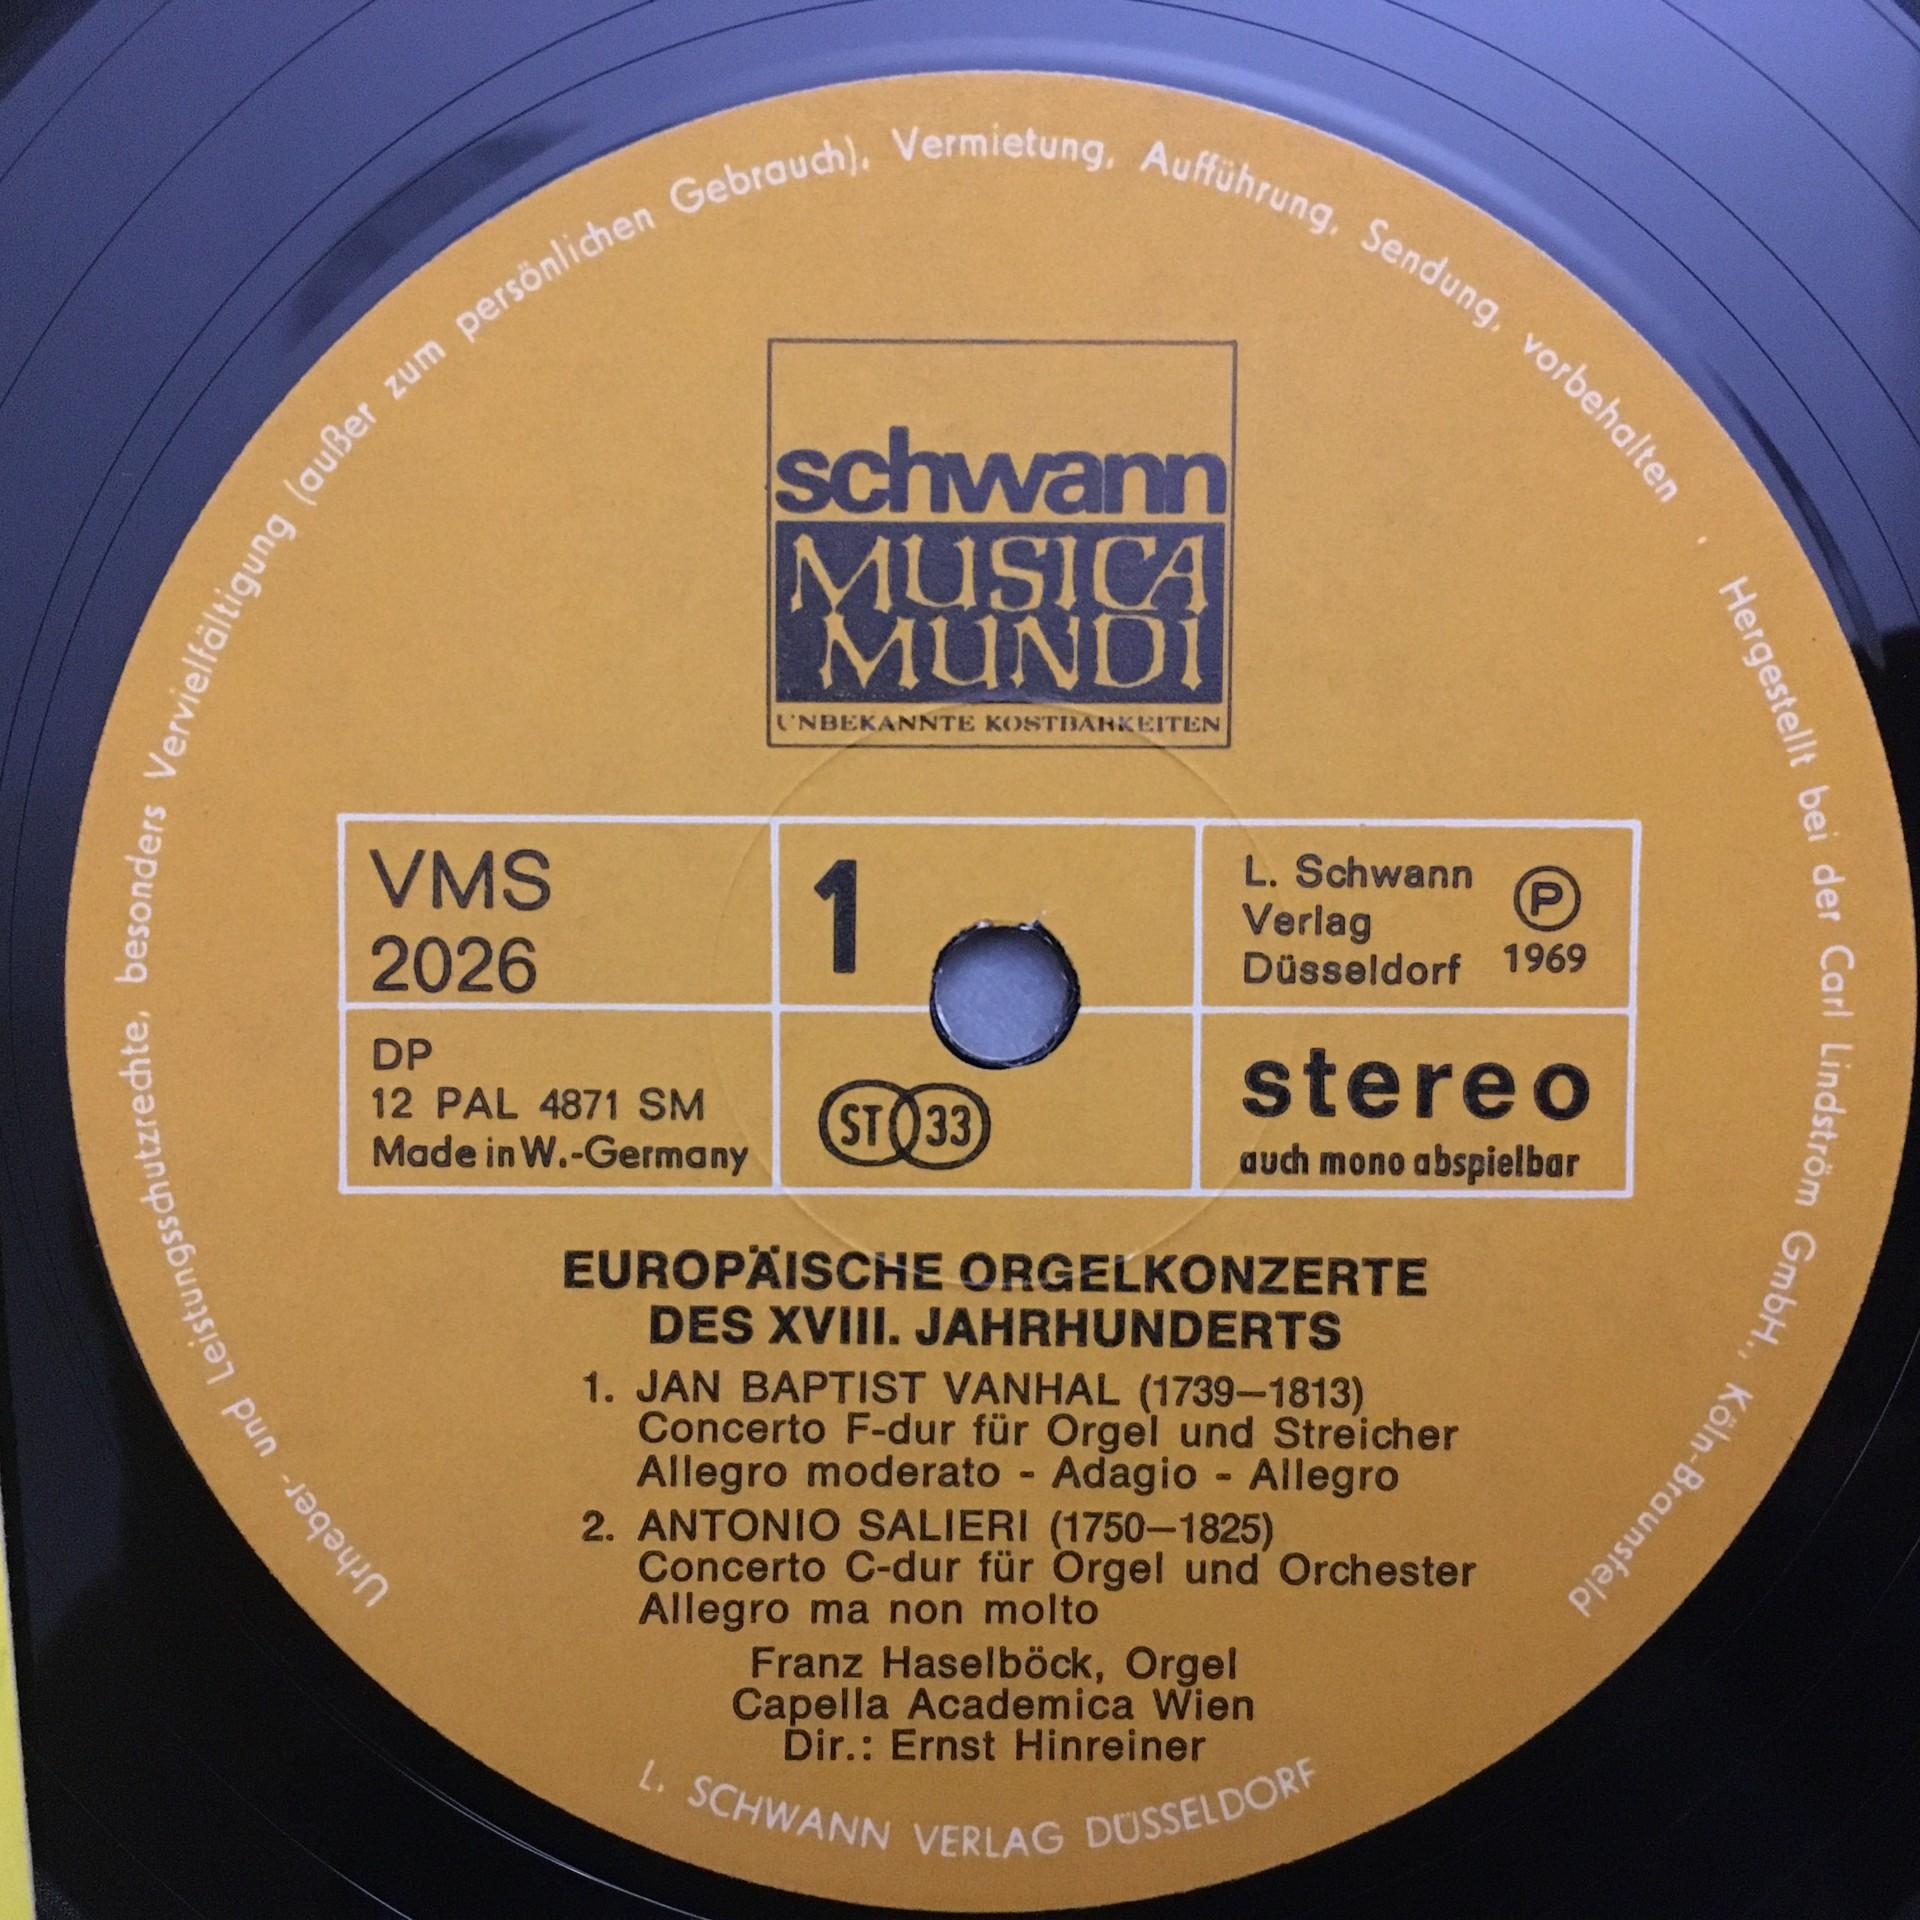 Urheber- und Leistungsschutzrechte, besonders Vervielfältigung (außer zum persönlichen Gebrauch), Vermietung, Aufführung, Sendung, vorbehalten · Hergestellt bei der Carl Lindström GmbH., Köln-Braunsfeld
schwann
MUSICA
MUNDI
UNBEKANNTE KOSTBARKEITEN
VMS
2026
1
L. Schwann
Verlag
Düsseldorf
Ⓟ
1969
DP
12 PAL 4871 SM
Made in W.-Germany
ST 33
stereo
auch mono abspielbar
EUROPÄISCHE ORGELKONZERTE
DES XVIII. JAHRHUNDERTS
1. JAN BAPTIST VANHAL (1739—1813)
Concerto F-dur für Orgel und Streicher
Allegro moderato - Adagio - Allegro
2. ANTONIO SALIERI (1750—1825)
Concerto C-dur für Orgel und Orchester
Allegro ma non molto
Franz Haselböck, Orgel
Capella Academica Wien
Dir.: Ernst Hinreiner
L. SCHWANN VERLAG DÜSSELDORF